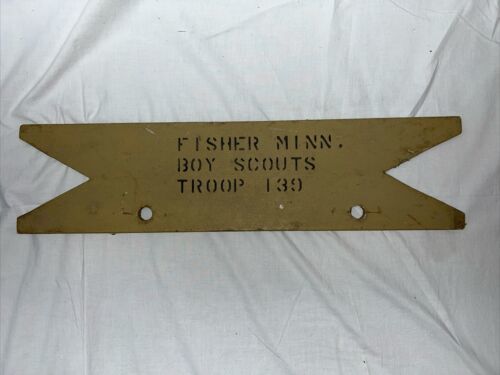 FISHER MINN.
BOY SCOUTS
TROOP 139